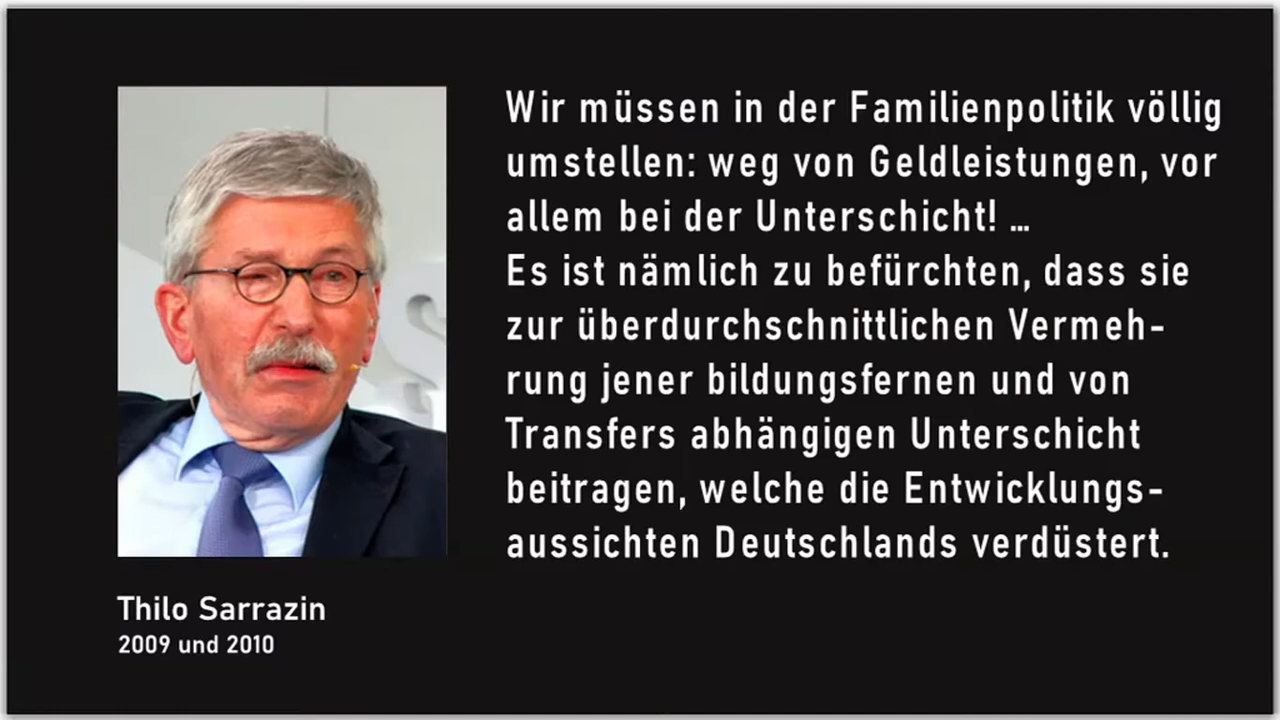 Wir müssen in der Familienpolitik völlig
umstellen: weg von Geldleistungen, vor
allem bei der Unterschicht! ...
Es ist nämlich zu befürchten, dass sie
zur überdurchschnittlichen Vermeh-
rung jener bildungsfernen und von
Transfers abhängigen Unterschicht
beitragen, welche die Entwicklungs-
aussichten Deutschlands verdüstert.
Thilo Sarrazin
2009 und 2010